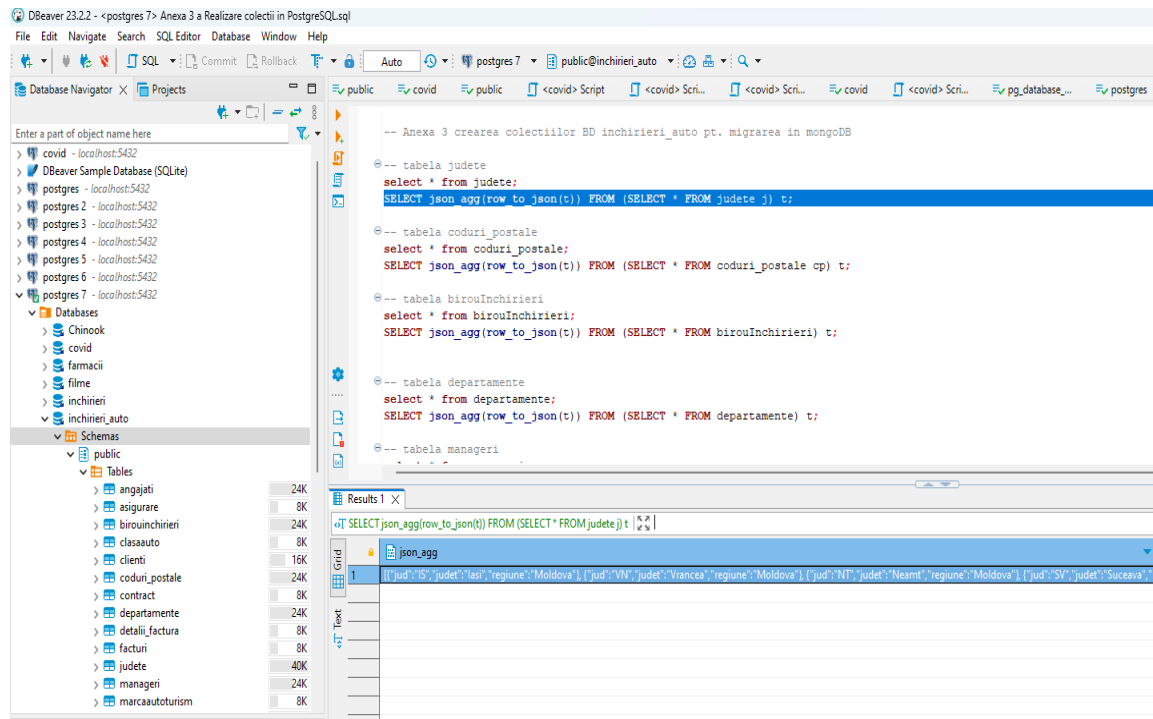 DBeaver 23.2.2 - <postgres 7> Anexa 3 a Realizare colectii in PostgreSQL.sql
File Edit Navigate Search SQL Editor Database Window Help
SQL Commit Rollback Auto postgres 7 public@inchirieri_auto
Database Navigator Projects
public covid public <covid> Script <covid> Scri... <covid> Scri... covid <covid> Scri... pg_database_... postgres
Enter a part of object name here
covid - localhost:5432
DBeaver Sample Database (SQLite)
postgres - localhost:5432
postgres 2 - localhost:5432
postgres 3 - localhost:5432
postgres 4 - localhost:5432
postgres 5 - localhost:5432
postgres 6 - localhost:5432
postgres 7 - localhost:5432
Databases
Chinook
covid
farmacii
filme
inchirieri
inchirieri_auto
Schemas
public
Tables
angajati 24K
asigurare 8K
birouinchirieri 24K
clasaauto 8K
clienti 16K
coduri_postale 24K
contract 8K
departamente 24K
detalii_factura 8K
facturi 8K
judete 40K
manageri 24K
marcaautoturism 8K
-- Anexa 3 crearea colectiilor BD inchirieri_auto pt. migrarea in mongoDB
-- tabela judete
select * from judete;
SELECT json_agg(row_to_json(t)) FROM (SELECT * FROM judete j) t;
-- tabela coduri_postale
select * from coduri_postale;
SELECT json_agg(row_to_json(t)) FROM (SELECT * FROM coduri_postale cp) t;
-- tabela birouInchirieri
select * from birouInchirieri;
SELECT json_agg(row_to_json(t)) FROM (SELECT * FROM birouInchirieri) t;
-- tabela departamente
select * from departamente;
SELECT json_agg(row_to_json(t)) FROM (SELECT * FROM departamente) t;
-- tabela manageri
Results 1
SELECT json_agg(row_to_json(t)) FROM (SELECT * FROM judete j) t
Grid
Text
json_agg
1 [{"jud":"IS","judet":"Iasi","regiune":"Moldova"}, {"jud":"VN","judet":"Vrancea","regiune":"Moldova"}, {"jud":"NT","judet":"Neamt","regiune":"Moldova"}, {"jud":"SV","judet":"Suceava","